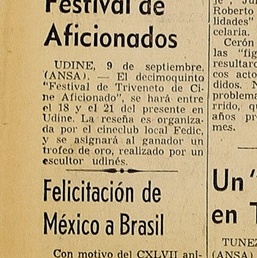 Festival de
Aficionados
UDINE, 9 de septiembre.
(ANSA). — El decimoquinto
"Festival de Triveneto de Ci-
ne Aficionado", se hará entre
el 18 y el 21 del presente en
Udine. La reseña es organiza-
da por el cineclub local Fedic,
y se asignará al ganador un
trofeo de oro, realizado por un
escultor udinés.
Felicitación de
México a Brasil
Con motivo del CXLVII ani-
Roberto
lidades"
celaria.
Cerón
las "fig
resultaro
cos act
didos. N
problema
rrido, qu
años pr
mes.
Un "
en T
TUNEZ
(ANSA